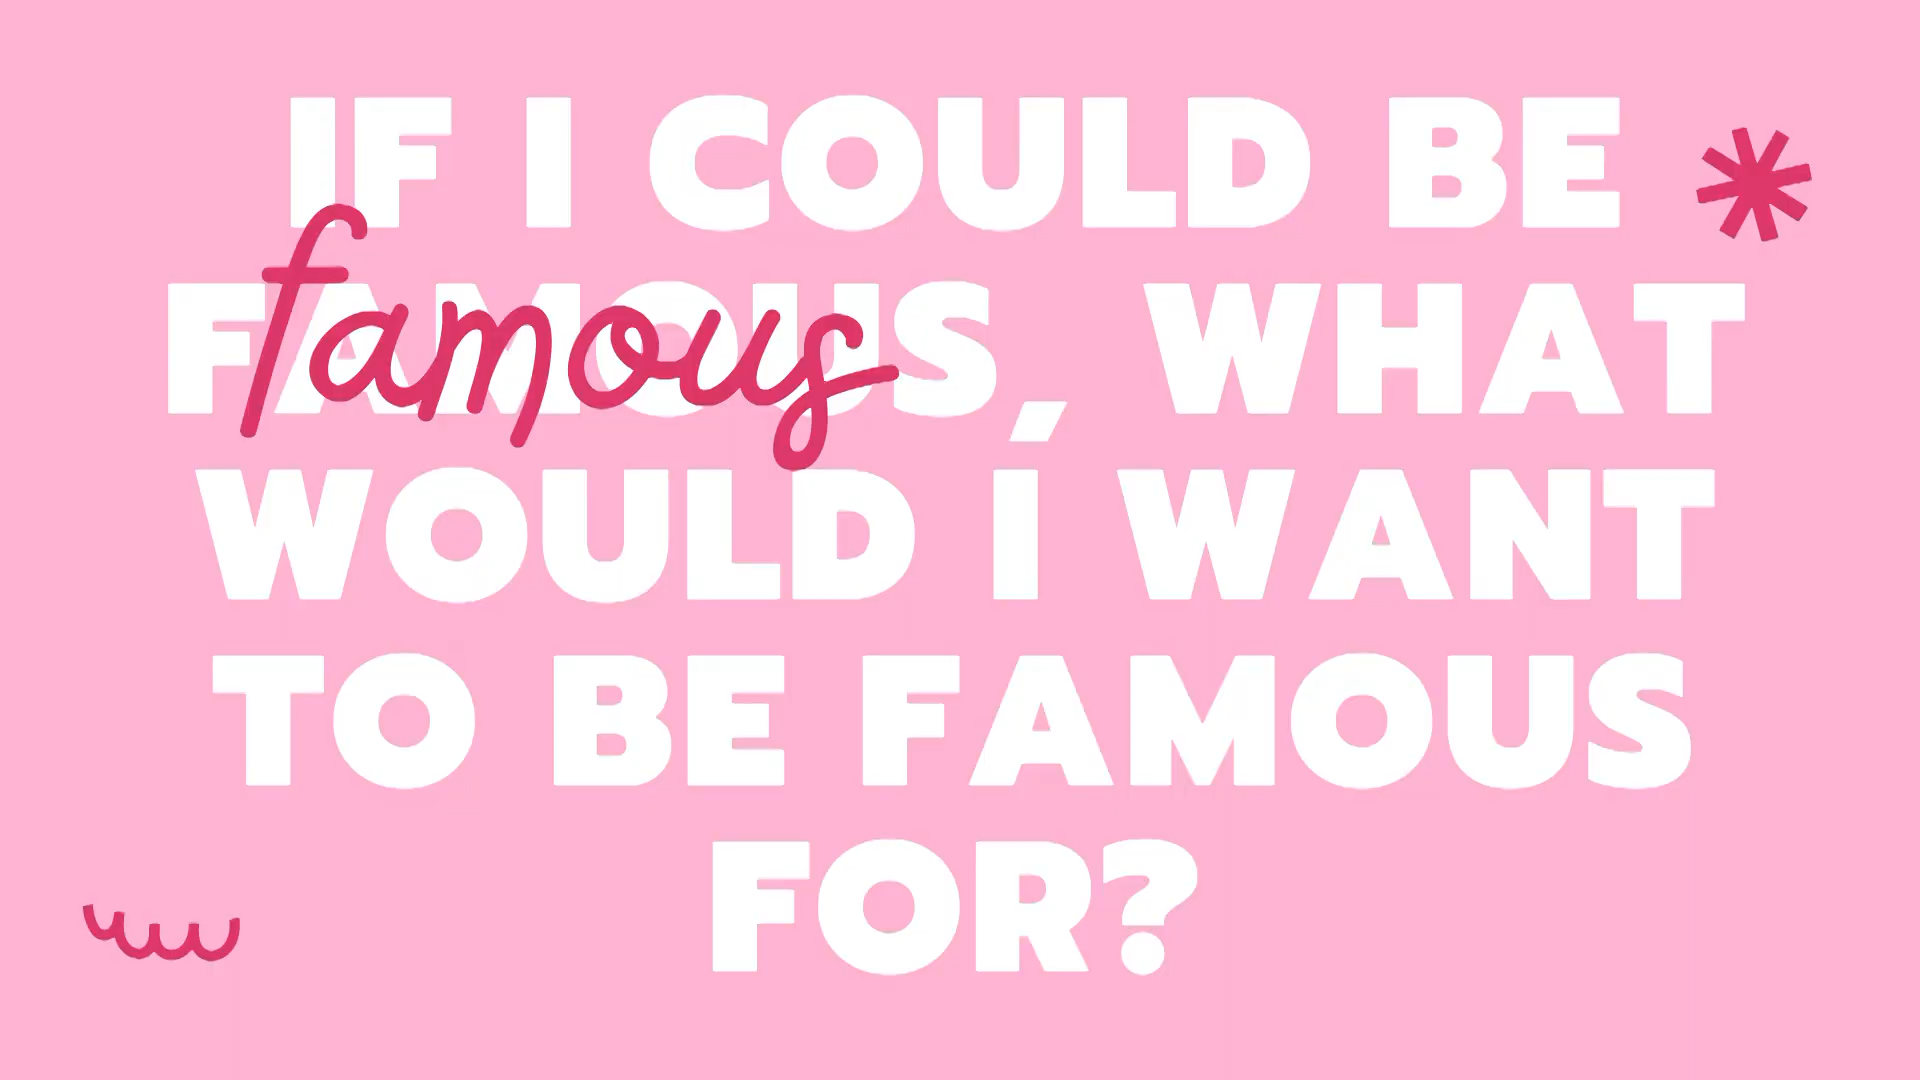 IF I COULD BE
FAMOUS, WHAT
famous
WOULD I WANT
TO BE FAMOUS
FOR?